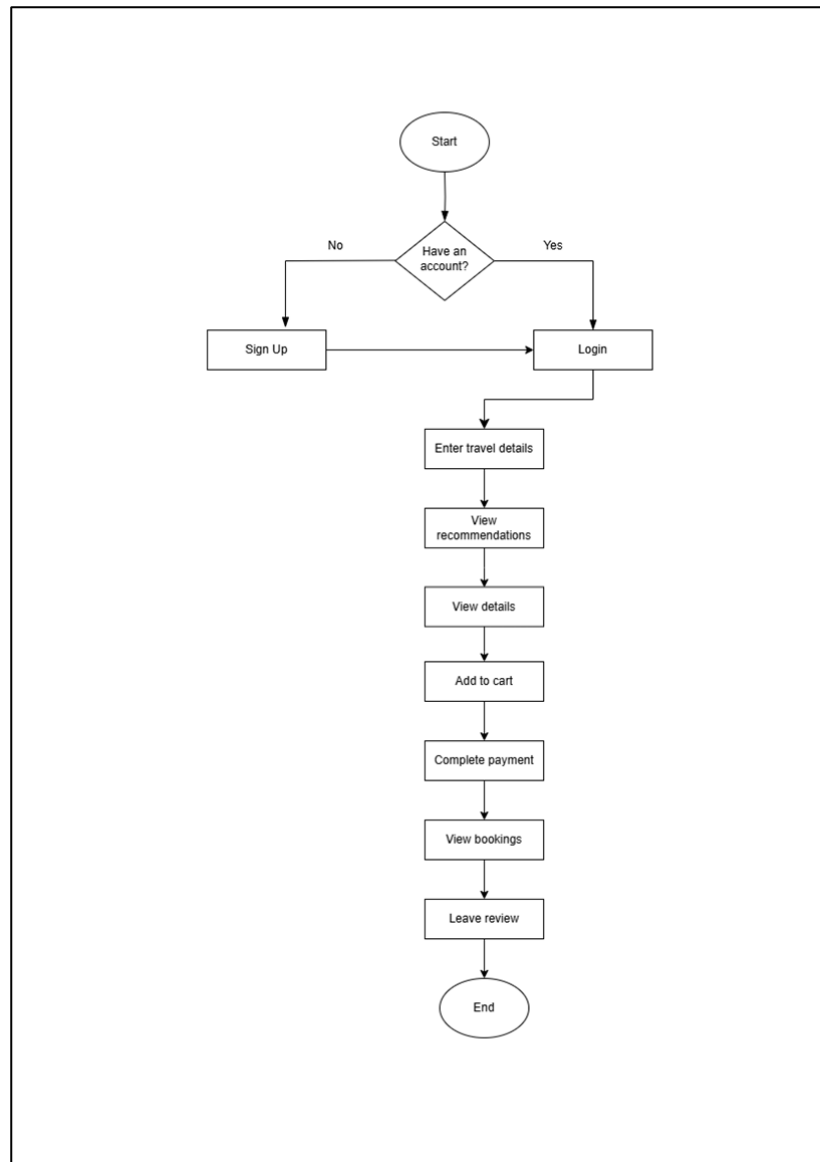 Start
Have an
account?
No
Yes
Sign Up
Login
Enter travel details
View
recommendations
View details
Add to cart
Complete payment
View bookings
Leave review
End